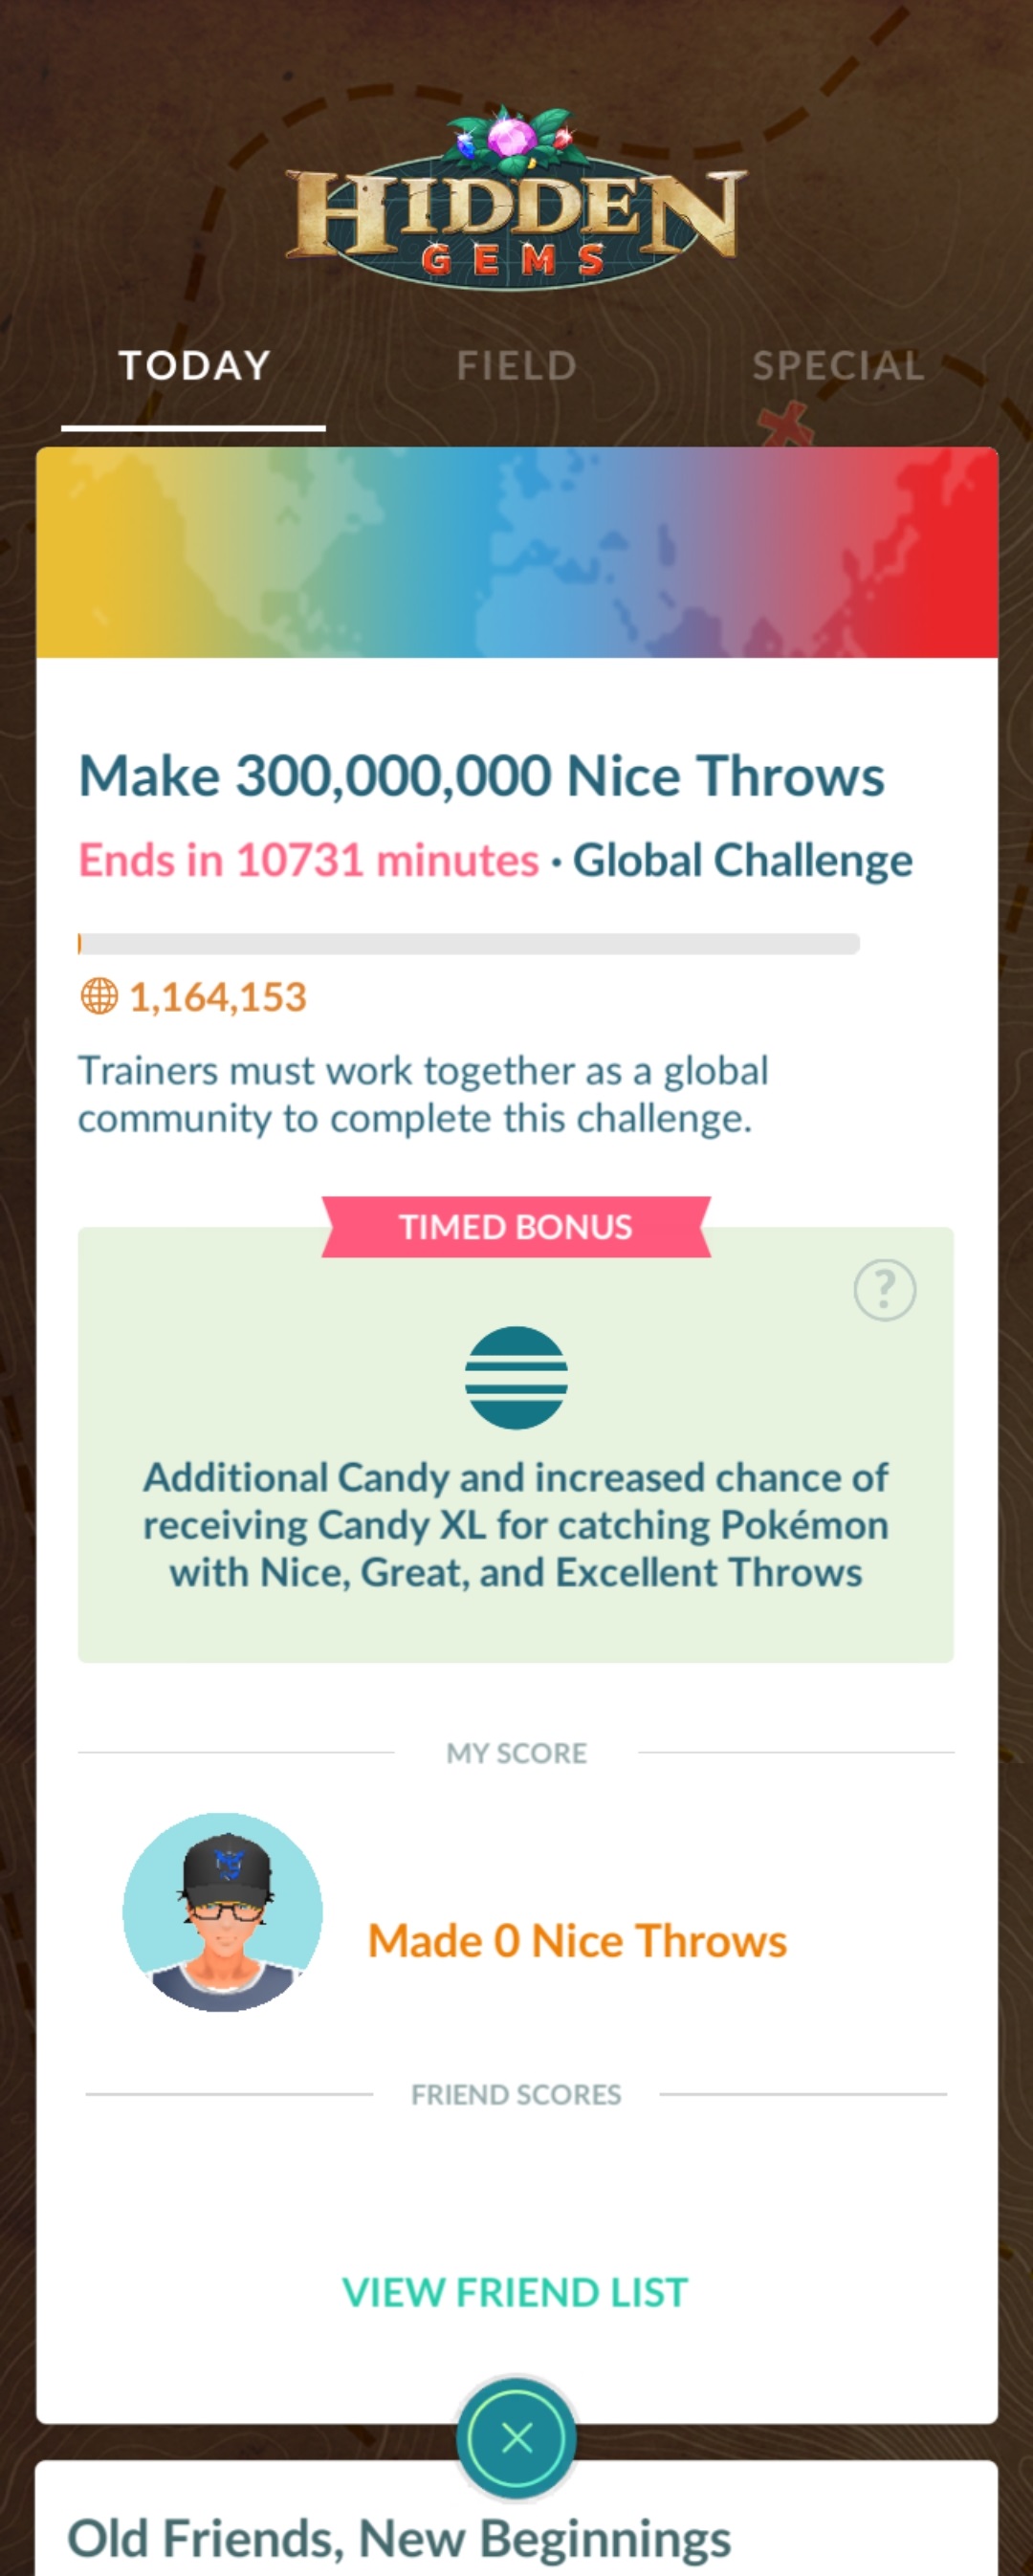 HIDDEN
GEMS
TODAY FIELD SPECIAL
Make 300,000,000 Nice Throws
Ends in 10731 minutes · Global Challenge
1,164,153
Trainers must work together as a global
community to complete this challenge.
TIMED BONUS
?
Additional Candy and increased chance of
receiving Candy XL for catching Pokémon
with Nice, Great, and Excellent Throws
MY SCORE
Made 0 Nice Throws
FRIEND SCORES
VIEW FRIEND LIST
Old Friends, New Beginnings